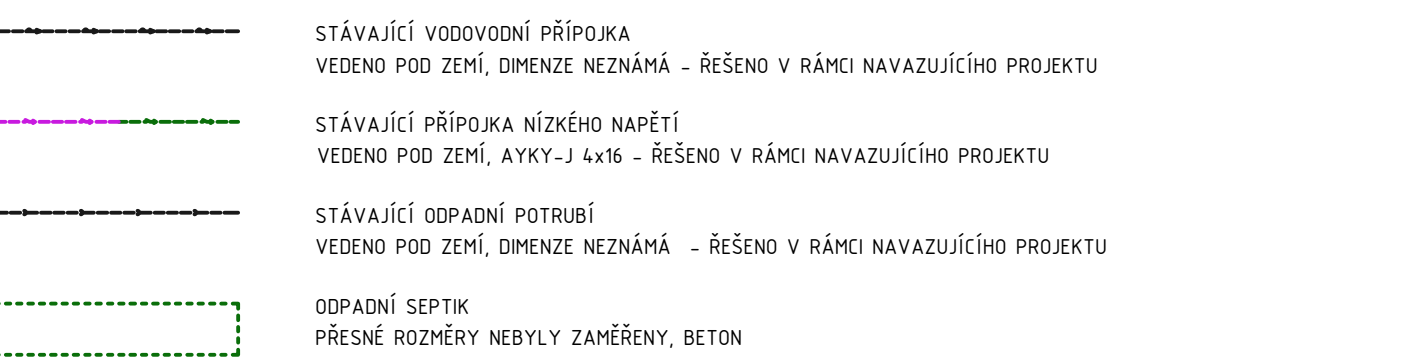 STÁVAJÍCÍ VODOVODNÍ PŘÍPOJKA
VEDENO POD ZEMÍ, DIMENZE NEZNÁMÁ - ŘEŠENO V RÁMCI NAVAZUJÍCÍHO PROJEKTU
STÁVAJÍCÍ PŘÍPOJKA NÍZKÉHO NAPĚTÍ
VEDENO POD ZEMÍ, AYKY-J 4x16 - ŘEŠENO V RÁMCI NAVAZUJÍCÍHO PROJEKTU
STÁVAJÍCÍ ODPADNÍ POTRUBÍ
VEDENO POD ZEMÍ, DIMENZE NEZNÁMÁ - ŘEŠENO V RÁMCI NAVAZUJÍCÍHO PROJEKTU
ODPADNÍ SEPTIK
PŘESNÉ ROZMĚRY NEBYLY ZAMĚŘENY, BETON